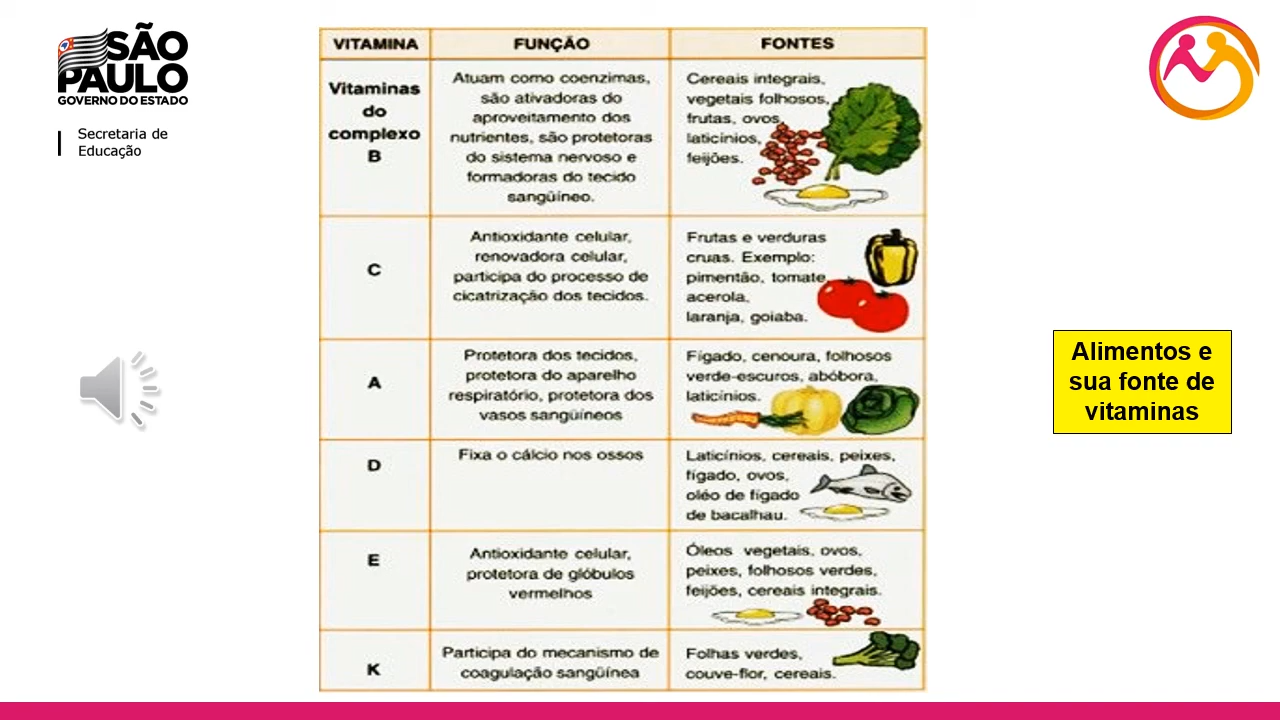 SÃO
PAULO
GOVERNO DO ESTADO
Secretaria de
Educação
VITAMINA
FUNÇÃO
FONTES
Vitaminas
do
complexo
B
Atuam como coenzimas,
são ativadoras do
aproveitamento dos
nutrientes, são protetoras
do sistema nervoso e
formadoras do tecido
sangüíneo.
Cereais integrais,
vegetais folhosos,
frutas, ovos,
laticínios,
feijões.
C
Antioxidante celular,
renovadora celular,
participa do processo de
cicatrização dos tecidos.
Frutas e verduras
cruas. Exemplo:
pimentão, tomate,
acerola,
laranja, goiaba.
A
Protetora dos tecidos,
protetora do aparelho
respiratório, protetora dos
vasos sangüíneos
Fígado, cenoura, folhosos
verde-escuros, abóbora,
laticínios.
D
Fixa o cálcio nos ossos
Laticínios, cereais, peixes,
fígado, ovos,
oléo de fígado
de bacalhau.
E
Antioxidante celular,
protetora de glóbulos
vermelhos
Óleos vegetais, ovos,
peixes, folhosos verdes,
feijões, cereais integrais.
K
Participa do mecanismo de
coagulação sangüínea
Folhas verdes,
couve-flor, cereais.
Alimentos e
sua fonte de
vitaminas